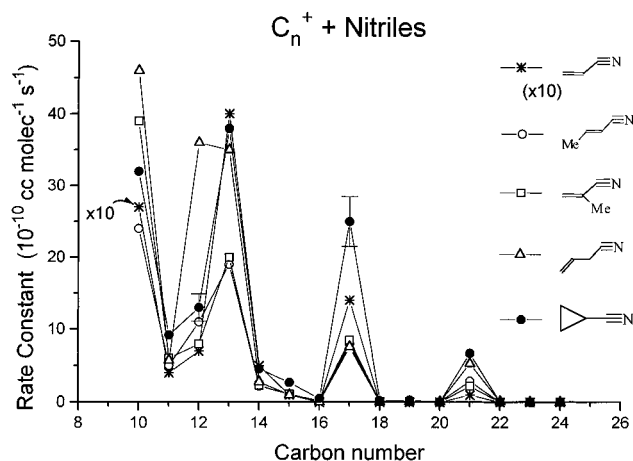 Cₙ⁺ + Nitriles
Rate Constant (10⁻¹⁰ cc molec⁻¹ s⁻¹)
50
40
30
20
10
0
x10
8 10 12 14 16 18 20 22 24 26
Carbon number
≡N
(x10)
≡N
Me
≡N
Me
≡N
≡N